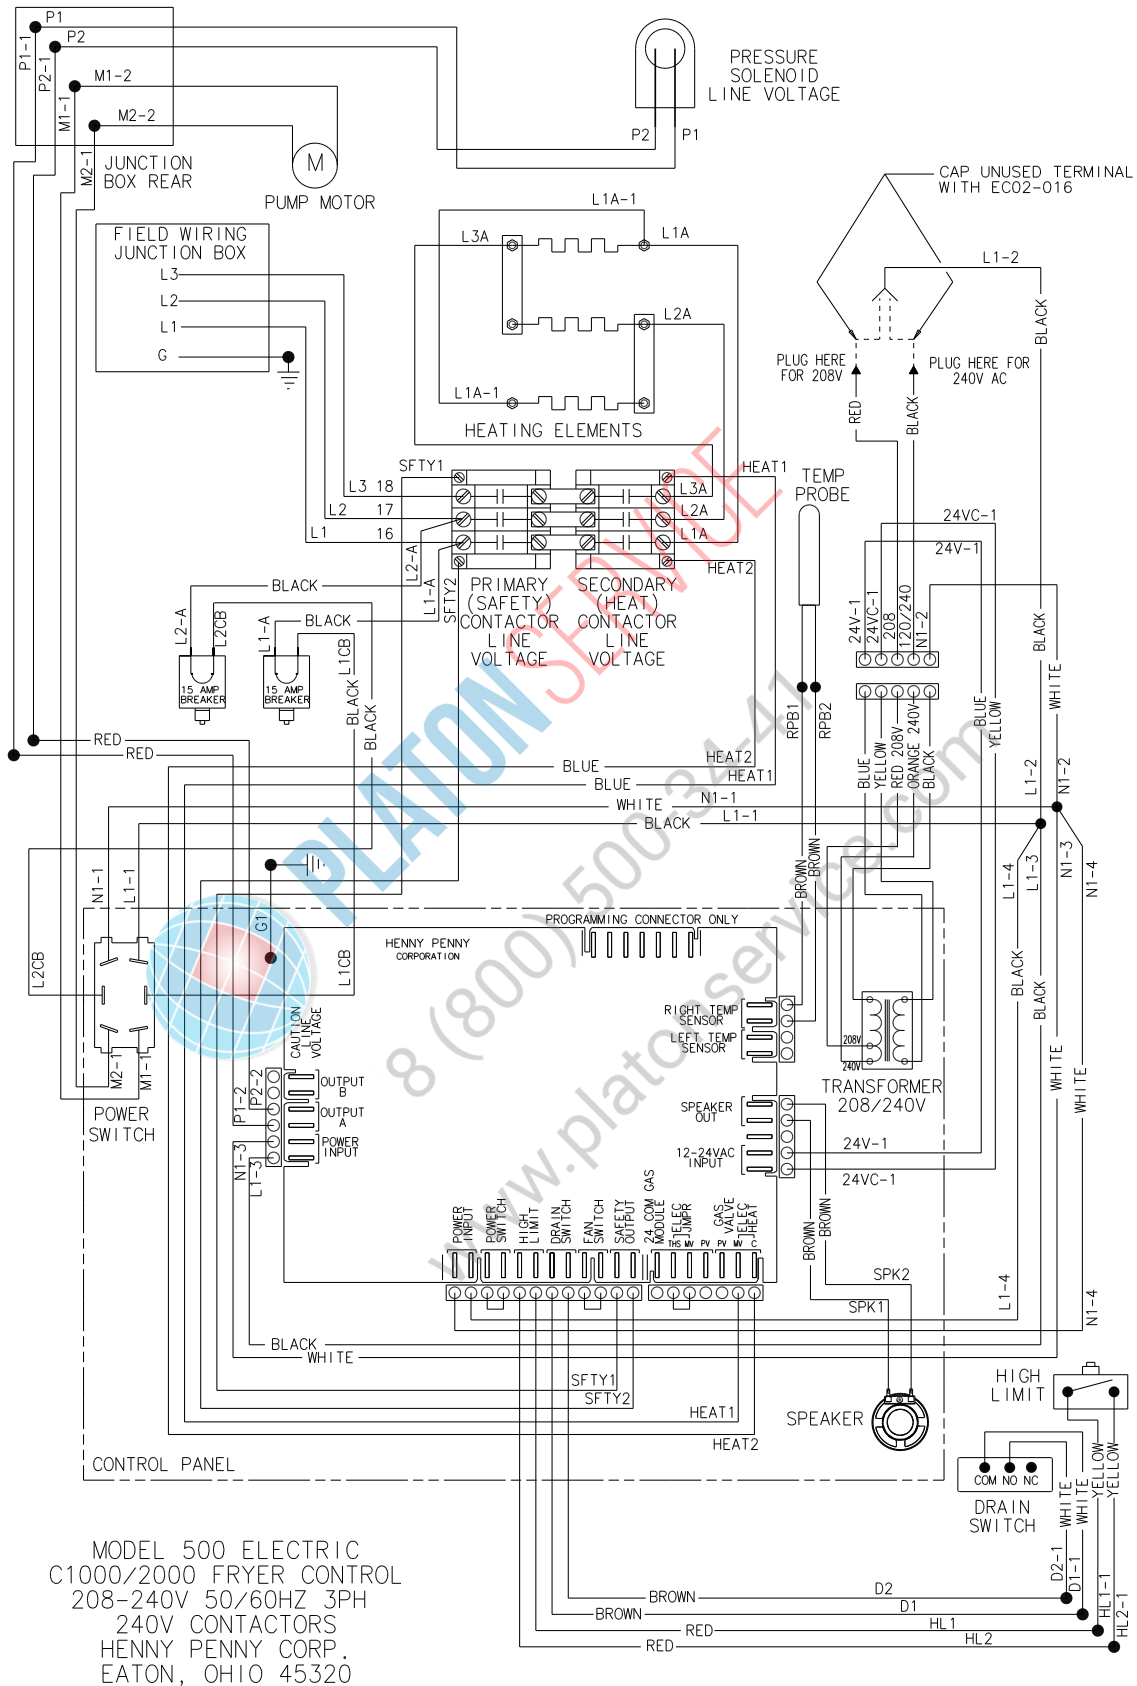 P1
P2
P1-1
P2-1
M1-2
M1-1
M2-2
M2-1
JUNCTION
BOX REAR
M
PUMP MOTOR
P2
P1
PRESSURE
SOLENOID
LINE VOLTAGE
CAP UNUSED TERMINAL
WITH EC02-016
FIELD WIRING
JUNCTION BOX
L3
L2
L1
G
L1A-1
L3A
L1A
L2A
L1A-1
HEATING ELEMENTS
L1-2
BLACK
PLUG HERE
FOR 208V
PLUG HERE FOR
240V AC
RED
BLACK
SFTY1
HEAT1
L3 18
L2 17
L1 16
L3A
L2A
L1A
HEAT2
L2-A
L1-A
SFTY2
PRIMARY
(SAFETY)
CONTACTOR
LINE
VOLTAGE
SECONDARY
(HEAT)
CONTACTOR
LINE
VOLTAGE
TEMP
PROBE
24VC-1
24V-1
24V-1
24VC-1
208
120/240
N1-2
BLACK
BLACK
L2-A
L2CB
L1-A
L1CB
15 AMP
BREAKER
15 AMP
BREAKER
BLACK
BLACK
RPB1
RPB2
BLACK
WHITE
BLUE
YELLOW
BLUE
YELLOW
RED 208V
ORANGE 240V
BLACK
RED
RED
BLUE
HEAT2
BLUE
HEAT1
WHITE
N1-1
BLACK
L1-1
L1-2
N1-2
BROWN
BROWN
L1-4
L1-3
N1-3
N1-4
N1-1
L1-1
G1
L2CB
L1CB
HENNY PENNY
CORPORATION
PROGRAMMING CONNECTOR ONLY
CAUTION
LINE
VOLTAGE
RIGHT TEMP
SENSOR
LEFT TEMP
SENSOR
BLACK
BLACK
208V
240V
TRANSFORMER
208/240V
M2-1
M1-1
POWER
SWITCH
P1-2
P2-2
N1-3
L1-3
OUTPUT
B
OUTPUT
A
POWER
INPUT
SPEAKER
OUT
12-24VAC
INPUT
24V-1
24VC-1
WHITE
WHITE
POWER
INPUT
POWER
SWITCH
HIGH
LIMIT
DRAIN
SWITCH
FAN
SWITCH
SAFETY
OUTPUT
24 COM GAS
MODULE
ELEC
JMPR
GAS
VALVE
ELEC
HEAT
THS
MV
PV
PV
MV
C
BROWN
BROWN
SPK2
SPK1
L1-4
N1-4
BLACK
WHITE
SFTY1
SFTY2
HEAT1
HEAT2
SPEAKER
CONTROL PANEL
HIGH
LIMIT
COM NO NC
DRAIN
SWITCH
WHITE
WHITE
YELLOW
YELLOW
D2-1
D1-1
HL1-1
HL2-1
BROWN
D2
BROWN
D1
RED
HL1
RED
HL2
MODEL 500 ELECTRIC
C1000/2000 FRYER CONTROL
208-240V 50/60HZ 3PH
240V CONTACTORS
HENNY PENNY CORP.
EATON, OHIO 45320
PLATONSERVICE
8 (800) 500-34-41
www.platonservice.com